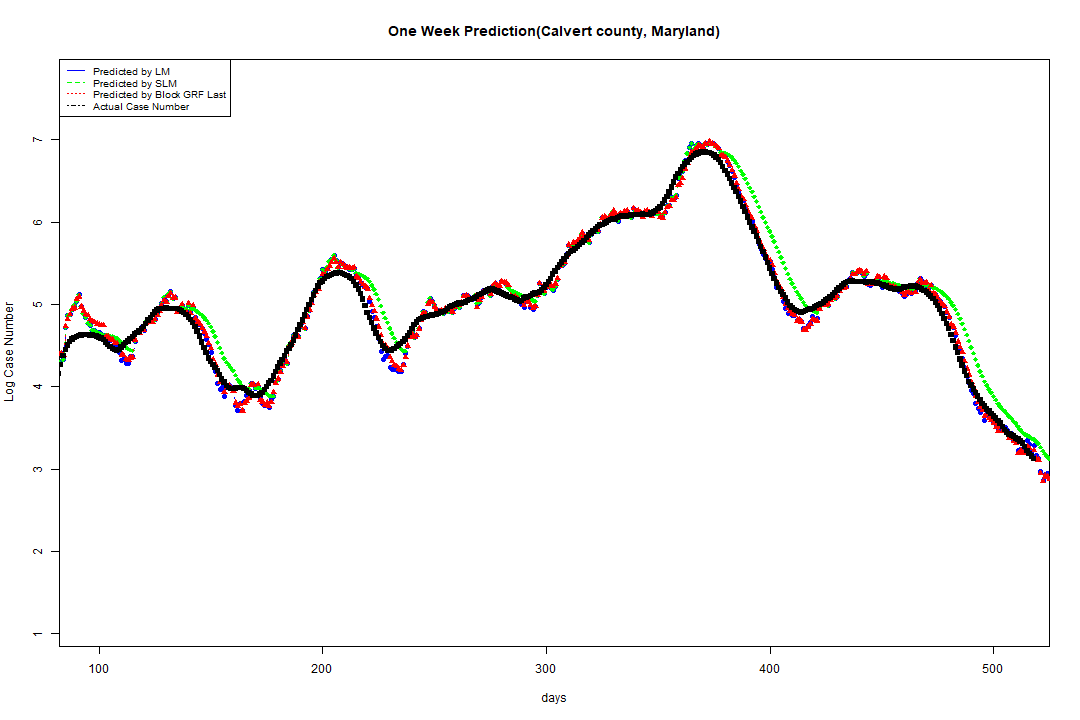 One Week Prediction(Calvert county, Maryland)
Predicted by LM
Predicted by SLM
Predicted by Block GRF Last
Actual Case Number
7
6
5
4
3
2
1
Log Case Number
100 200 300 400 500
days